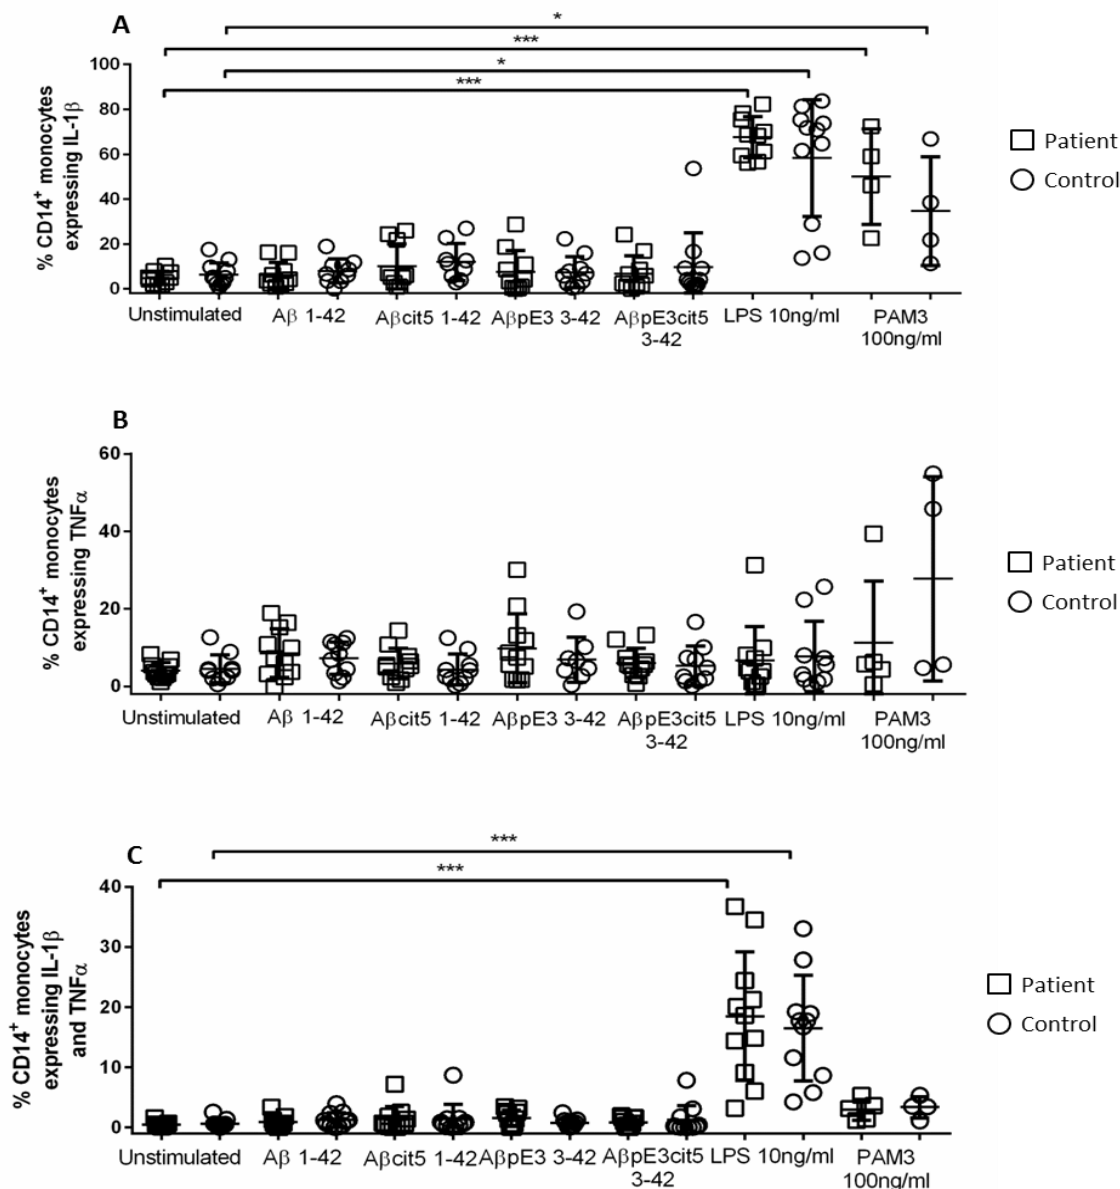 A
*
***
*
***
% CD14+ monocytes
expressing IL-1β
100
80
60
40
20
0
Unstimulated
Aβ 1-42
Aβcit5 1-42
AβpE3 3-42
AβpE3cit5
3-42
LPS 10ng/ml
PAM3
100ng/ml
Patient
Control
B
% CD14+ monocytes
expressing TNFα
60
40
20
0
Unstimulated
Aβ 1-42
Aβcit5 1-42
AβpE3 3-42
AβpE3cit5
3-42
LPS 10ng/ml
PAM3
100ng/ml
Patient
Control
C
***
***
% CD14+ monocytes
expressing IL-1β
and TNFα
40
30
20
10
0
Unstimulated
Aβ 1-42
Aβcit5 1-42
AβpE3 3-42
AβpE3cit5
3-42
LPS 10ng/ml
PAM3
100ng/ml
Patient
Control